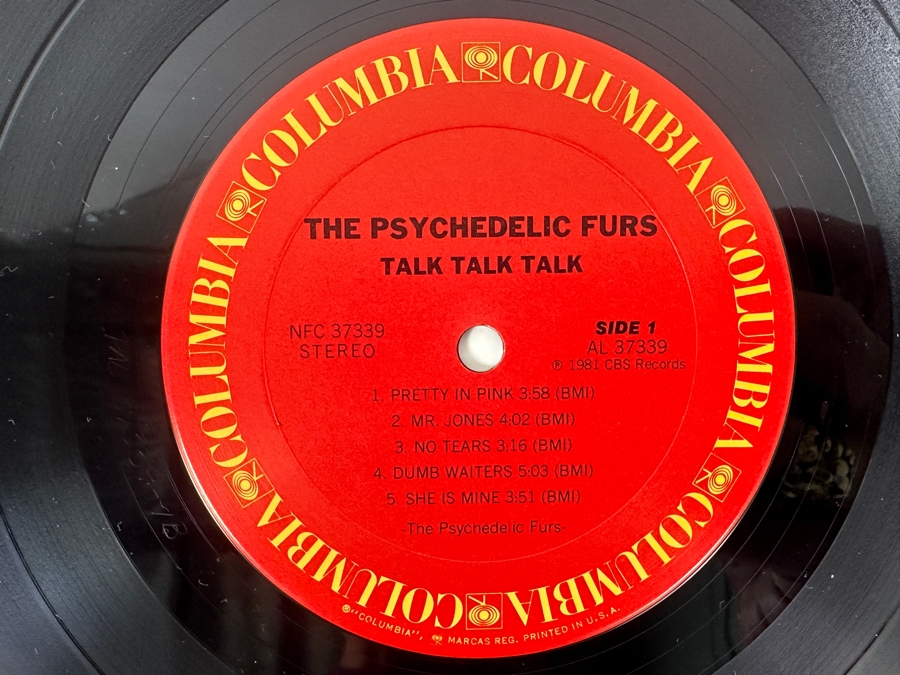 COLUMBIA COLUMBIA COLUMBIA COLUMBIA COLUMBIA COLUMBIA
THE PSYCHEDELIC FURS
TALK TALK TALK
NFC 37339
STEREO
SIDE 1
AL 37339
℗ 1981 CBS Records
1. PRETTY IN PINK 3:58 (BMI)
2. MR. JONES 4:02 (BMI)
3. NO TEARS 3:16 (BMI)
4. DUMB WAITERS 5:03 (BMI)
5. SHE IS MINE 3:51 (BMI)
-The Psychedelic Furs-
®"COLUMBIA", MARCAS REG. PRINTED IN U.S.A.